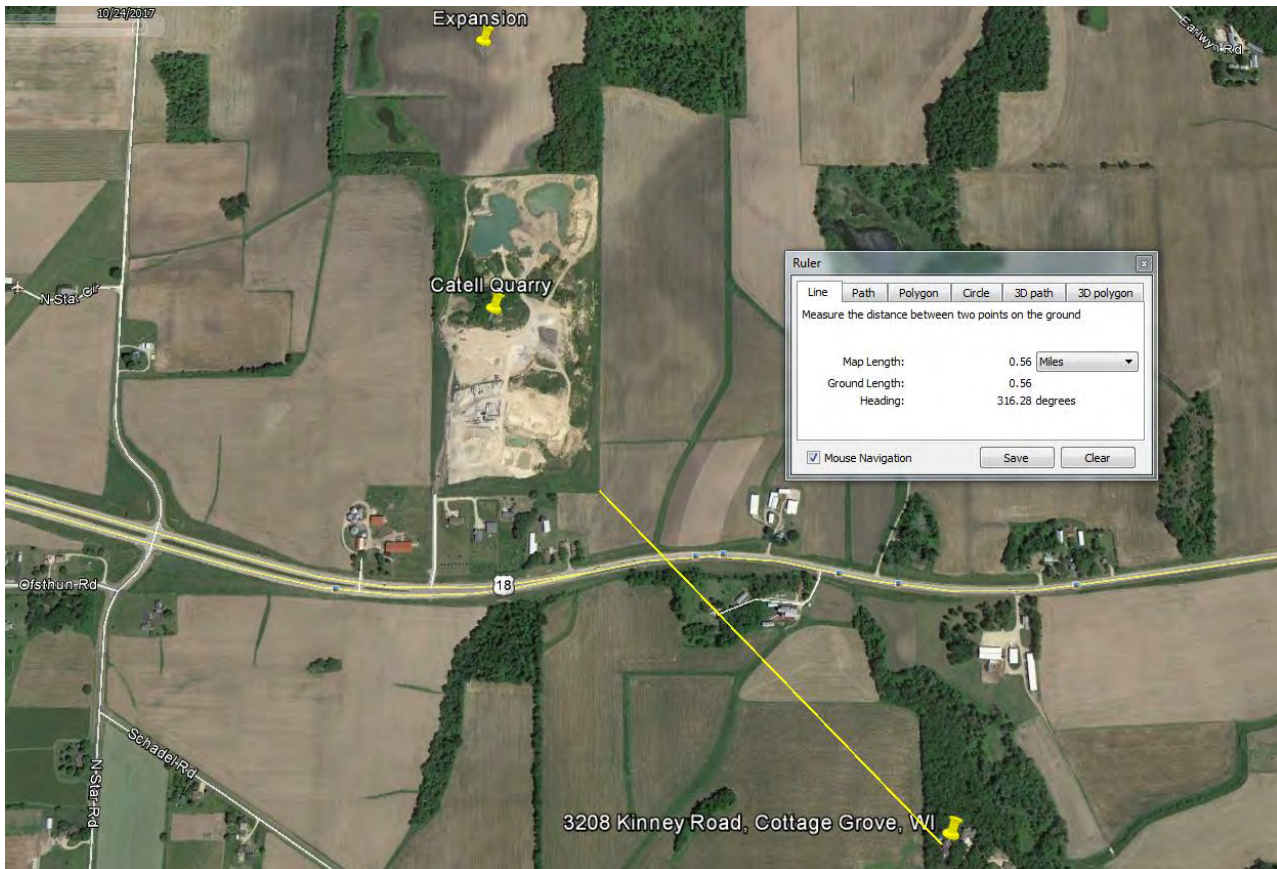 10/24/2017
Expansion
Earlwyn Rd
Catell Quarry
N Star Cir
Ruler
Line Path Polygon Circle 3D path 3D polygon
Measure the distance between two points on the ground
Map Length: 0.56 Miles
Ground Length: 0.56
Heading: 316.28 degrees
Mouse Navigation Save Clear
18
Ofsthun Rd
Schadel Rd
N Star Rd
3208 Kinney Road, Cottage Grove, WI